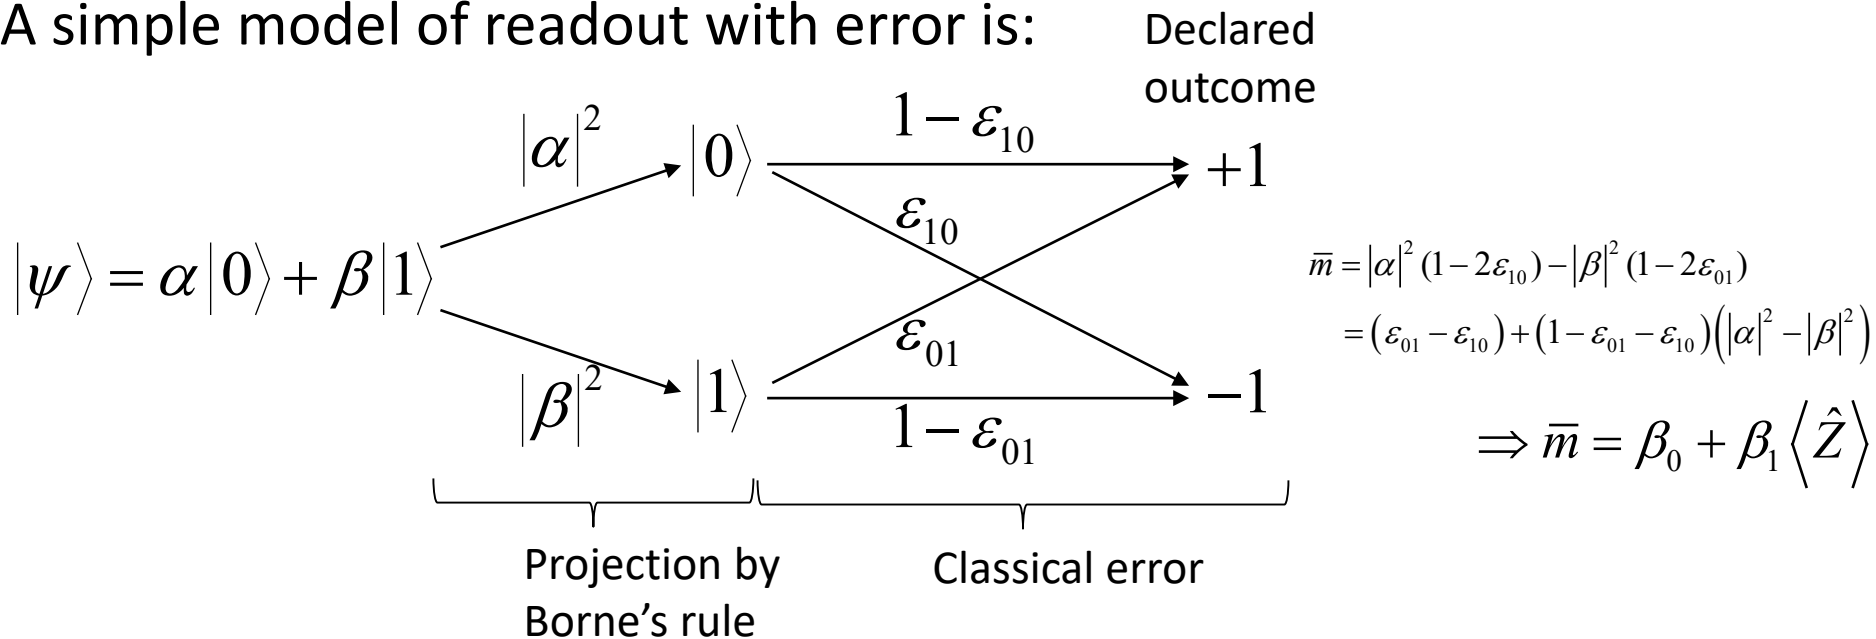 A simple model of readout with error is:
Declared
outcome
|α|²
|0⟩
1 − ε₁₀
+1
ε₁₀
|ψ⟩ = α|0⟩ + β|1⟩
ε₀₁
|β|²
|1⟩
1 − ε₀₁
−1
m̅ = |α|² (1 − 2ε₁₀) − |β|² (1 − 2ε₀₁)
= (ε₀₁ − ε₁₀) + (1 − ε₀₁ − ε₁₀)(|α|² − |β|²)
⇒ m̅ = β₀ + β₁⟨Ẑ⟩
Projection by
Borne’s rule
Classical error